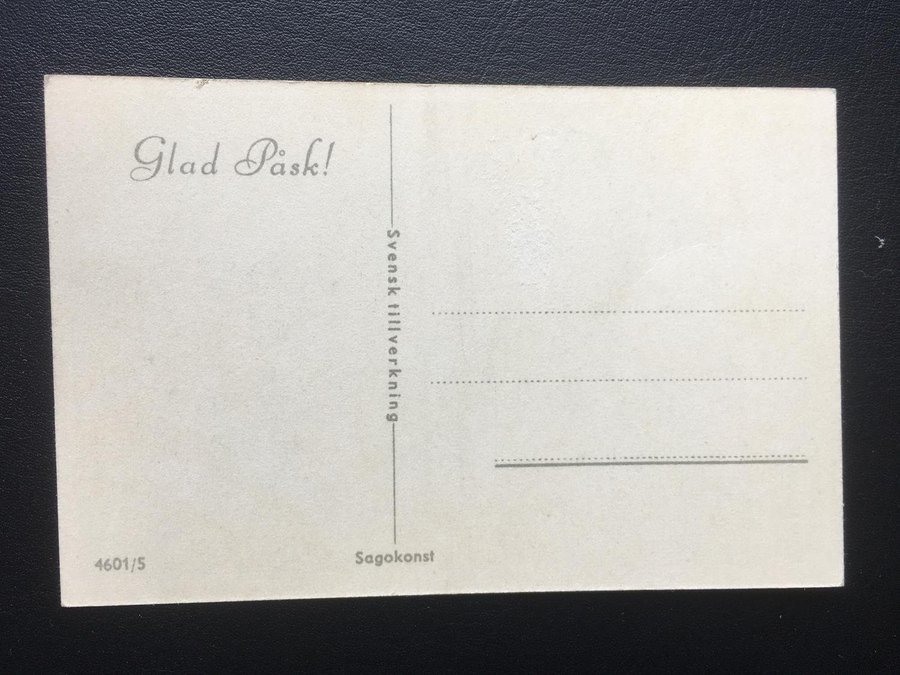 Glad Påsk!
Svensk tillverkning
4601/5
Sagokonst